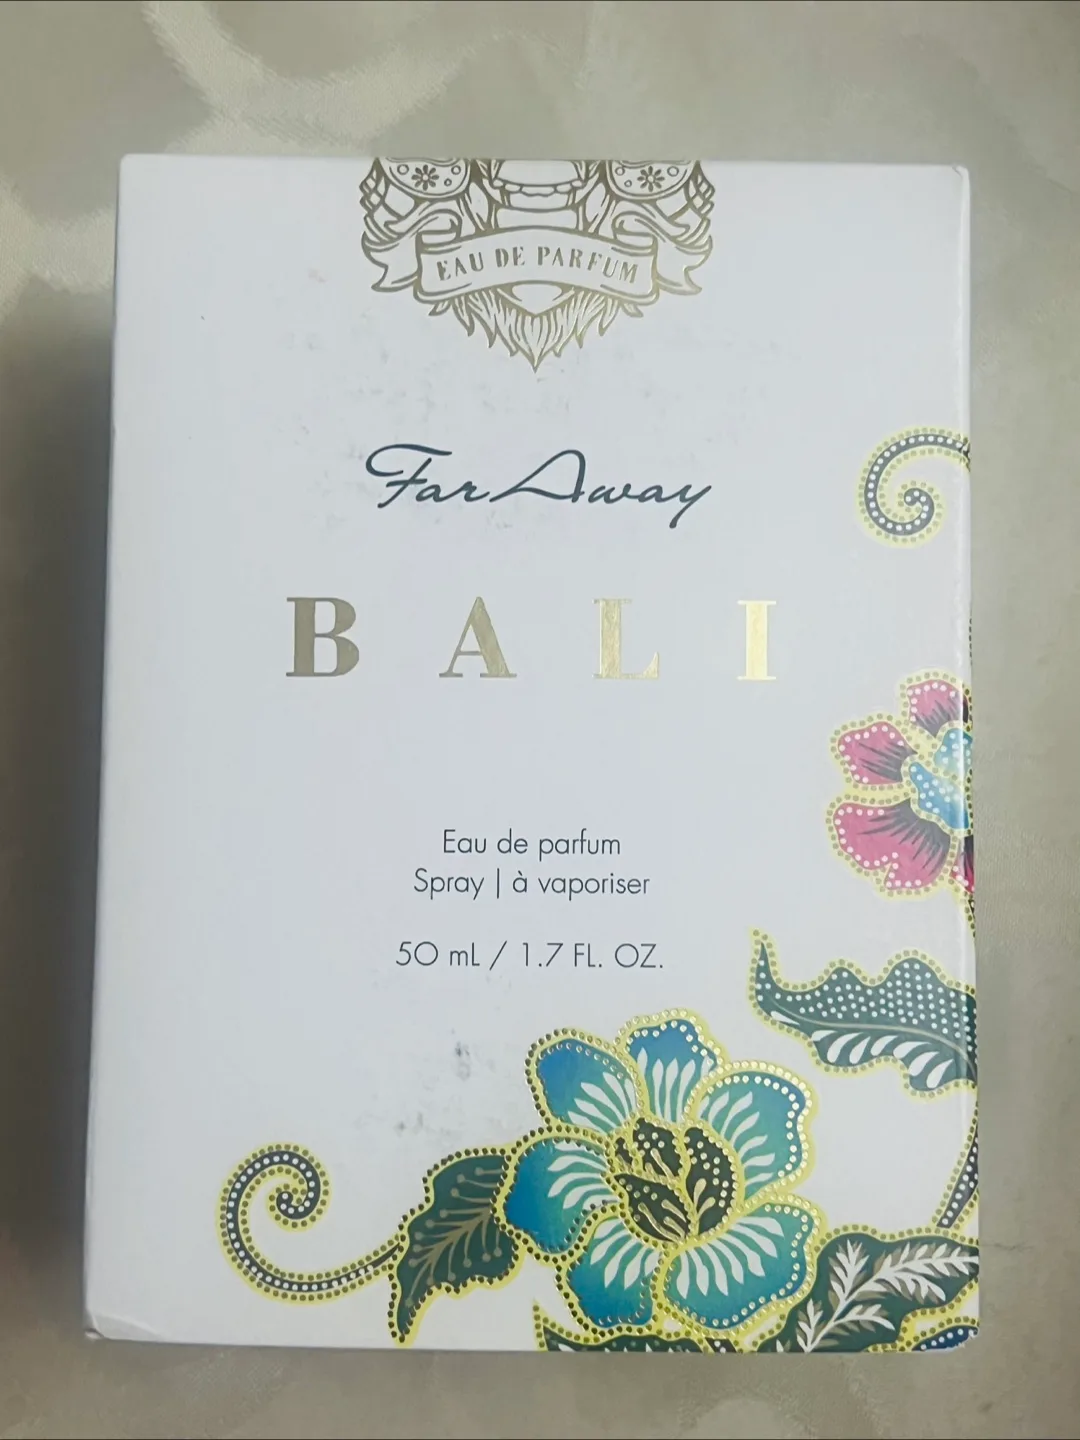 EAU DE PARFUM
Far Away
BALI
Eau de parfum
Spray | à vaporiser
50 mL / 1.7 FL. OZ.